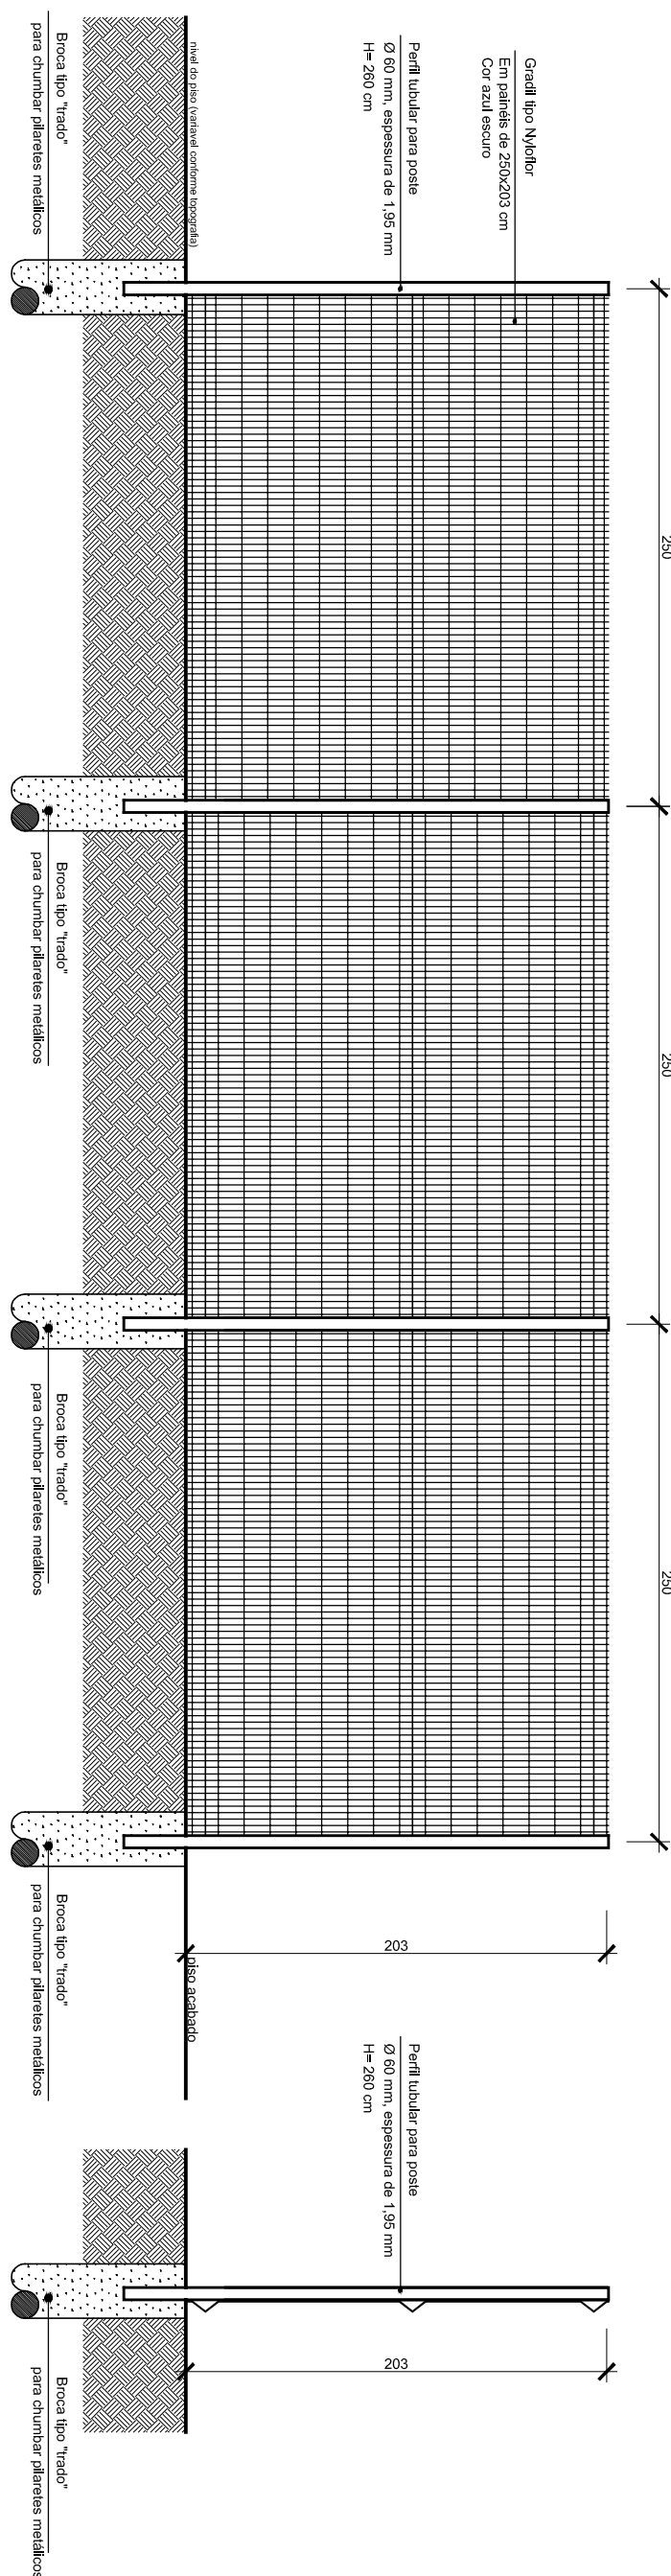 Gradil tipo Nyloflor
Em painéis de 250x203 cm
Cor azul escuro
Perfil tubular para poste
Ø 60 mm, espessura de 1,95 mm
H= 260 cm
nível do piso (variável conforme topografia)
Broca tipo "trado"
para chumbar pilaretes metálicos
250
Broca tipo "trado"
para chumbar pilaretes metálicos
250
Broca tipo "trado"
para chumbar pilaretes metálicos
250
Broca tipo "trado"
para chumbar pilaretes metálicos
203
piso acabado
Perfil tubular para poste
Ø 60 mm, espessura de 1,95 mm
H= 260 cm
203
Broca tipo "trado"
para chumbar pilaretes metálicos